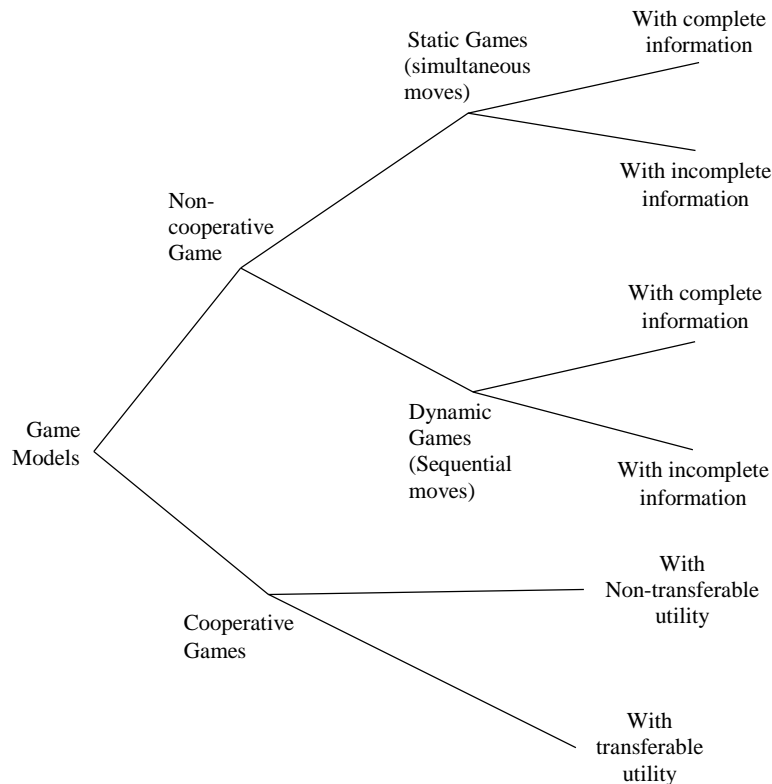 With complete
information
Static Games
(simultaneous
moves)
With incomplete
information
Non-
cooperative
Game
With complete
information
Dynamic
Games
(Sequential
moves)
With incomplete
information
Game
Models
With
Non-transferable
utility
Cooperative
Games
With
transferable
utility